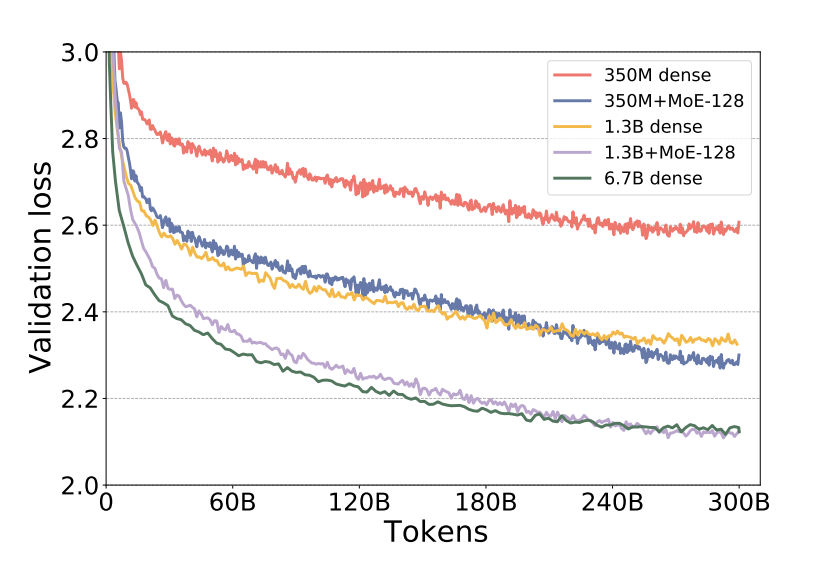 3.0
2.8
2.6
2.4
2.2
2.0
Validation loss
350M dense
350M+MoE-128
1.3B dense
1.3B+MoE-128
6.7B dense
0 60B 120B 180B 240B 300B
Tokens